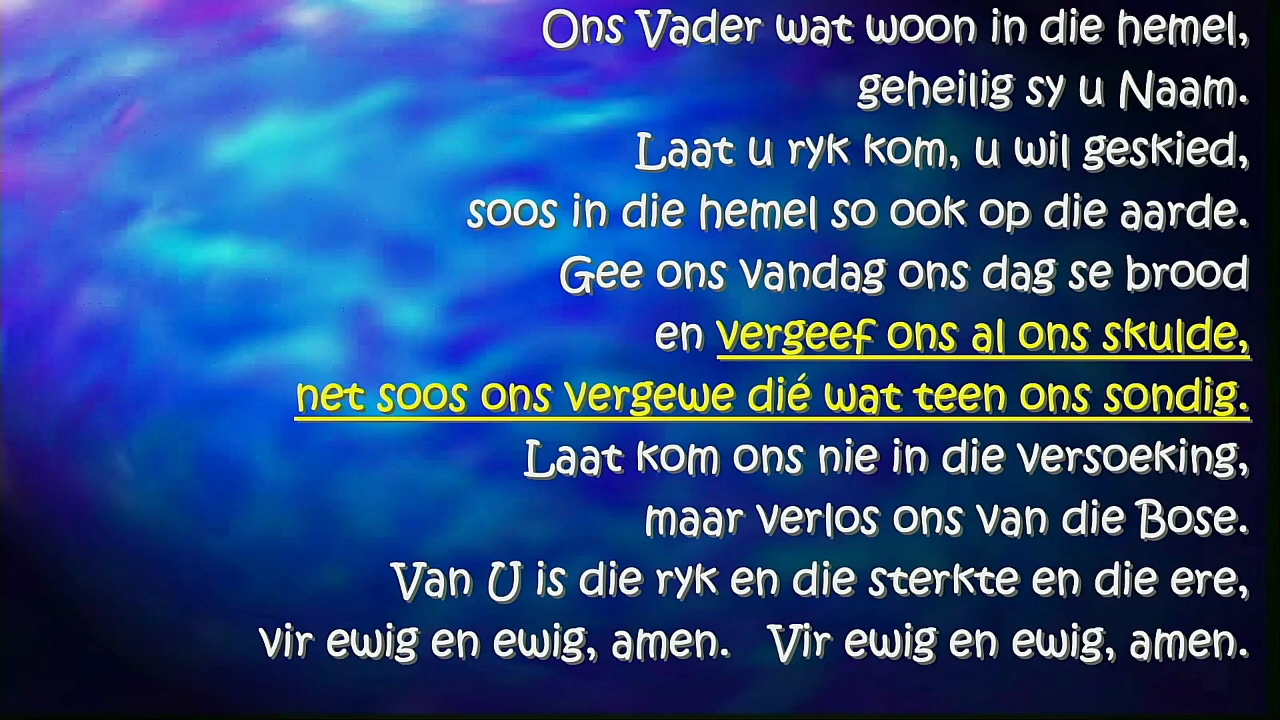 Ons Vader wat woon in die hemel,
geheilig sy u Naam.
Laat u ryk kom, u wil geskied,
soos in die hemel so ook op die aarde.
Gee ons vandag ons dag se brood
en vergeef ons al ons skulde,
net soos ons vergewe dié wat teen ons sondig.
Laat kom ons nie in die versoeking,
maar verlos ons van die Bose.
Van U is die ryk en die sterkte en die ere,
vir ewig en ewig, amen. Vir ewig en ewig, amen.